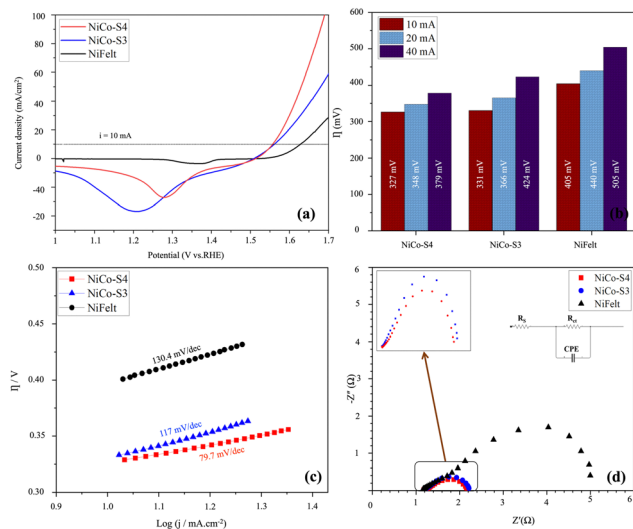 100
80
60
40
20
0
-20
-40
Current density (mA/cm²)
NiCo-S4
NiCo-S3
NiFelt
i = 10 mA
(a)
1 1.1 1.2 1.3 1.4 1.5 1.6 1.7
Potential (V vs.RHE)
600
500
400
300
200
100
0
(mV)
10 mA
20 mA
40 mA
327 mV
348 mV
379 mV
331 mV
366 mV
424 mV
405 mV
440 mV
505 mV
(b)
NiCo-S4 NiCo-S3 NiFelt
0.50
0.45
0.40
0.35
0.30
/ V
NiCo-S4
NiCo-S3
NiFelt
130.4 mV/dec
117 mV/dec
79.7 mV/dec
(c)
0.9 1.0 1.1 1.2 1.3 1.4
Log (j / mA.cm-2)
6
5
4
3
2
1
0
-Z″ (Ω)
NiCo-S4
NiCo-S3
NiFelt
Rs
Rct
CPE
(d)
0 1 2 3 4 5 6
Z'(Ω)